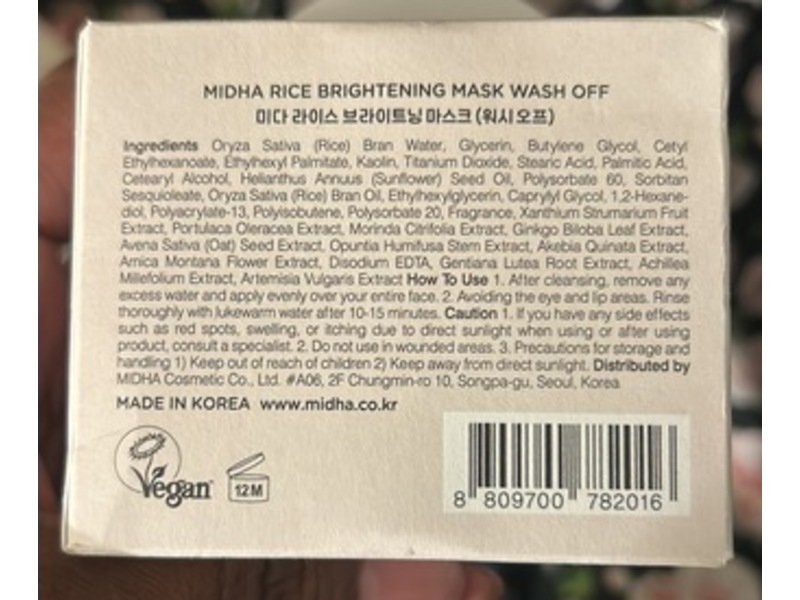 MIDHA RICE BRIGHTENING MASK WASH OFF
미다 라이스 브라이트닝 마스크 (워시 오프)
Ingredients Oryza Sativa (Rice) Bran Water, Glycerin, Butylene Glycol, Cetyl
Ethylhexanoate, Ethylhexyl Palmitate, Kaolin, Titanium Dioxide, Stearic Acid, Palmitic Acid,
Cetearyl Alcohol, Helianthus Annuus (Sunflower) Seed Oil, Polysorbate 60, Sorbitan
Sesquioleate, Oryza Sativa (Rice) Bran Oil, Ethylhexylglycerin, Caprylyl Glycol, 1,2-Hexane-
diol, Polyacrylate-13, Polyisobutene, Polysorbate 20, Fragrance, Xanthium Strumarium Fruit
Extract, Portulaca Oleracea Extract, Morinda Citrifolia Extract, Ginkgo Biloba Leaf Extract,
Avena Sativa (Oat) Seed Extract, Opuntia Humifusa Stem Extract, Akebia Quinata Extract,
Arnica Montana Flower Extract, Disodium EDTA, Gentiana Lutea Root Extract, Achillea
Millefolium Extract, Artemisia Vulgaris Extract How To Use 1. After cleansing, remove any
excess water and apply evenly over your entire face. 2. Avoiding the eye and lip areas. Rinse
thoroughly with lukewarm water after 10-15 minutes. Caution 1. If you have any side effects
such as red spots, swelling, or itching due to direct sunlight when using or after using
product, consult a specialist. 2. Do not use in wounded areas. 3. Precautions for storage and
handling 1) Keep out of reach of children 2) Keep away from direct sunlight. Distributed by
MIDHA Cosmetic Co., Ltd. #A06, 2F Chungmin-ro 10, Songpa-gu, Seoul, Korea
MADE IN KOREA www.midha.co.kr
Vegan
12M
8 809700 782016